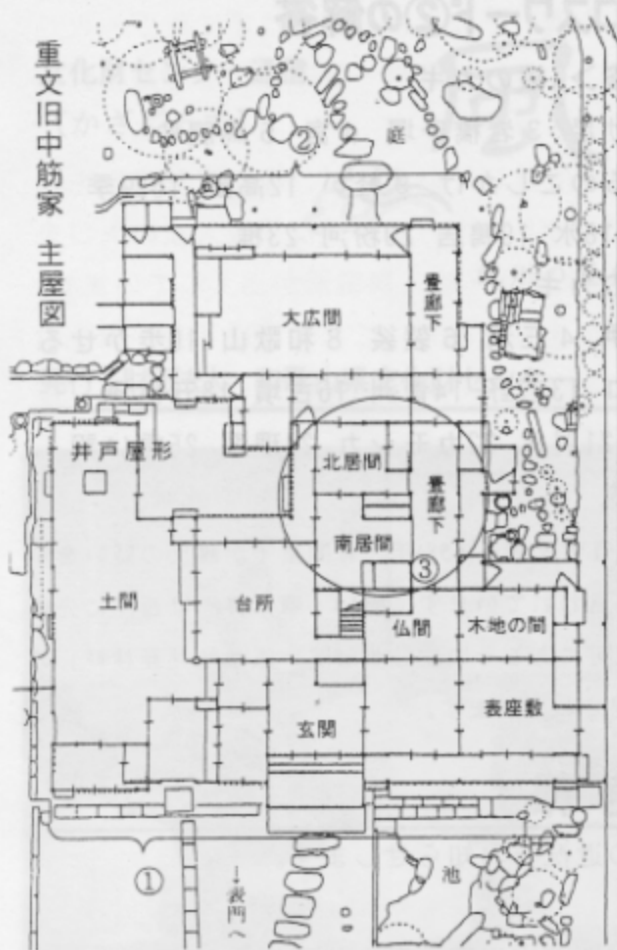 重文旧中筋家 主屋図
②
庭
大広間
畳廊下
井戸屋形
北居間
畳廊下
南居間
③
土間
台所
仏間
木地の間
玄関
表座敷
①
→表門へ
池